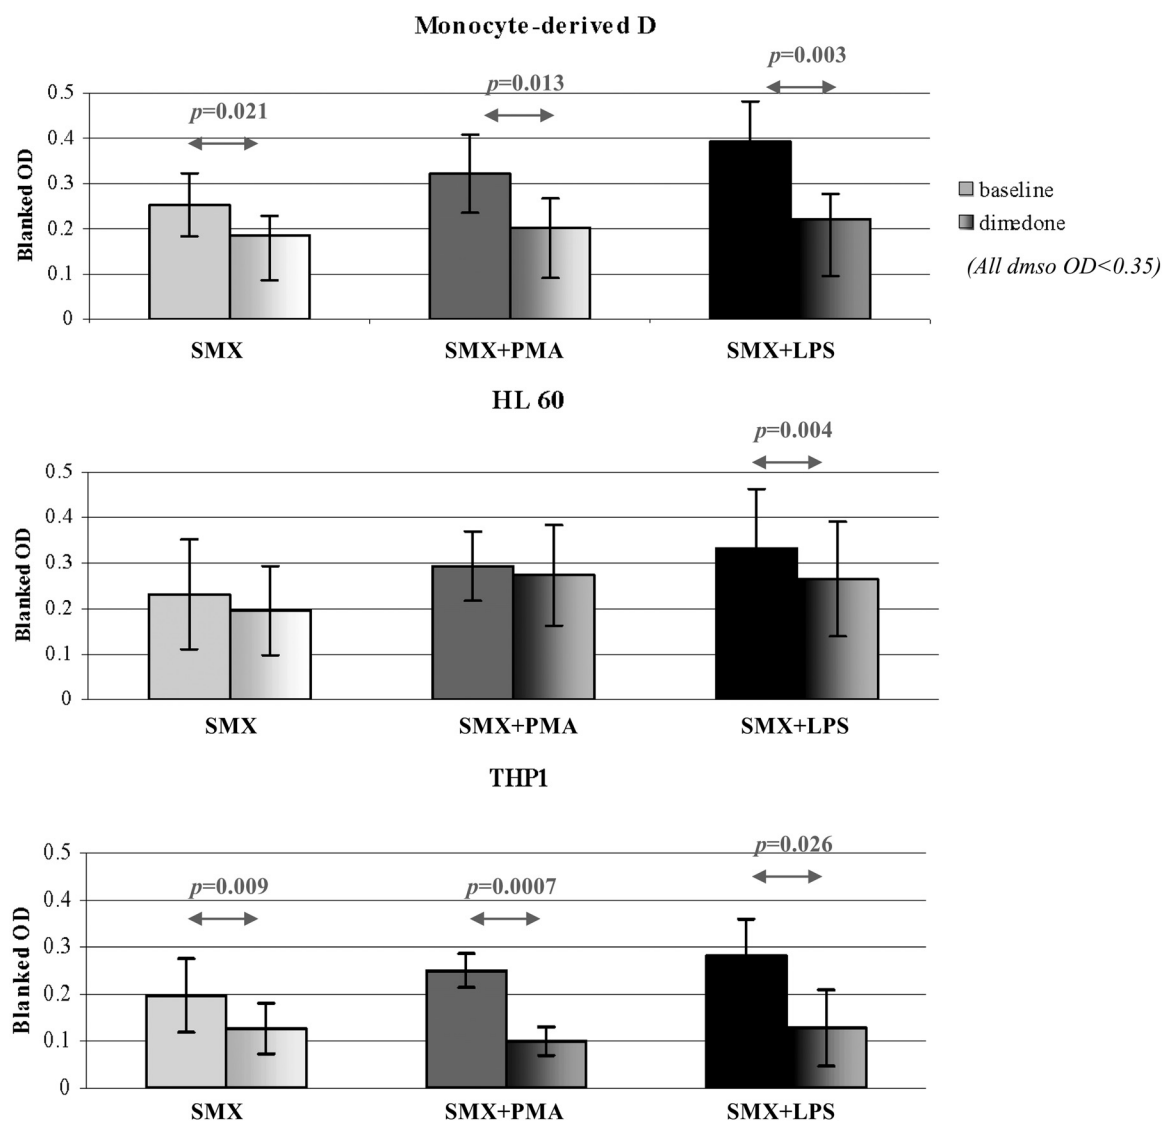 Monocyte-derived D
p=0.003
p=0.013
p=0.021
0.5
0.4
0.3
0.2
0.1
0
Blanked OD
baseline
dimedone
(All dmso OD<0.35)
SMX
SMX+PMA
SMX+LPS
HL 60
p=0.004
0.5
0.4
0.3
0.2
0.1
0
Blanked OD
SMX
SMX+PMA
SMX+LPS
THP1
p=0.026
p=0.009
p=0.0007
0.5
0.4
0.3
0.2
0.1
0
Blanked OD
SMX
SMX+PMA
SMX+LPS